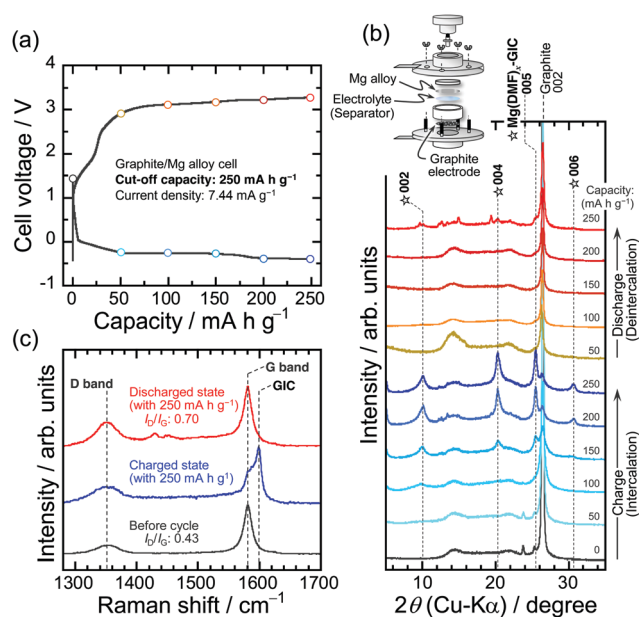 (a)
Cell voltage / V
4
3
2
1
0
−1
Graphite/Mg alloy cell
Cut-off capacity: 250 mA h g−1
Current density: 7.44 mA g−1
0 50 100 150 200 250
Capacity / mA h g−1
(b)
Mg alloy
Electrolyte
(Separator)
Graphite
electrode
☆ Mg(DMF)x-GIC
005
Graphite
002
☆002
☆004
☆006
Capacity:
(mA h g−1)
250
200
150
100
50
250
200
150
100
50
0
Discharge
(Deintercalation)
Charge
(Intercalation)
Intensity / arb. units
10 20 30
2θ (Cu-Kα) / degree
(c)
Intensity / arb. units
D band
G band
GIC
Discharged state
(with 250 mA h g−1)
ID/IG: 0.70
Charged state
(with 250 mA h g1)
Before cycle
ID/IG: 0.43
1300 1400 1500 1600 1700
Raman shift / cm−1